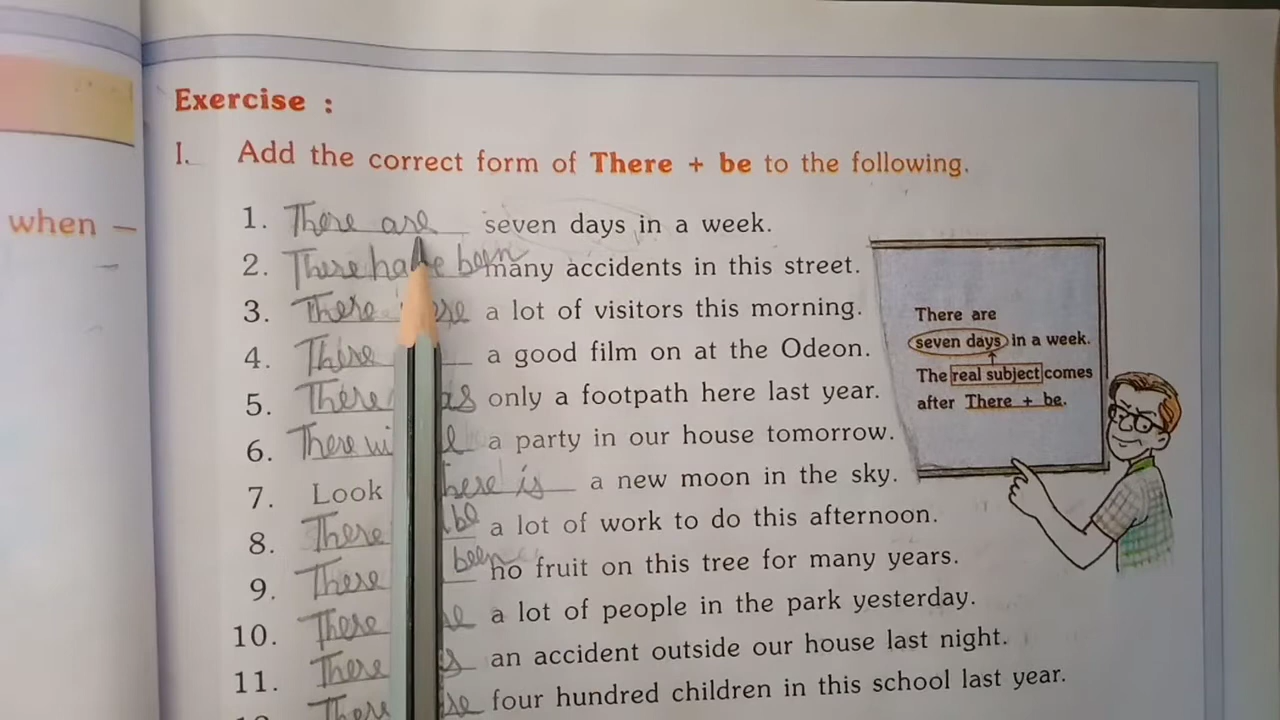 Exercise :
I. Add the correct form of There + be to the following.
when —
1. There are seven days in a week.
2. There have been many accidents in this street.
3. There a lot of visitors this morning.
4. There a good film on at the Odeon.
5. There only a footpath here last year.
6. There a party in our house tomorrow.
7. Look here is a new moon in the sky.
8. There be a lot of work to do this afternoon.
9. There been no fruit on this tree for many years.
10. There a lot of people in the park yesterday.
11. There an accident outside our house last night.
There four hundred children in this school last year.
There are
seven days in a week.
The real subject comes
after There + be.